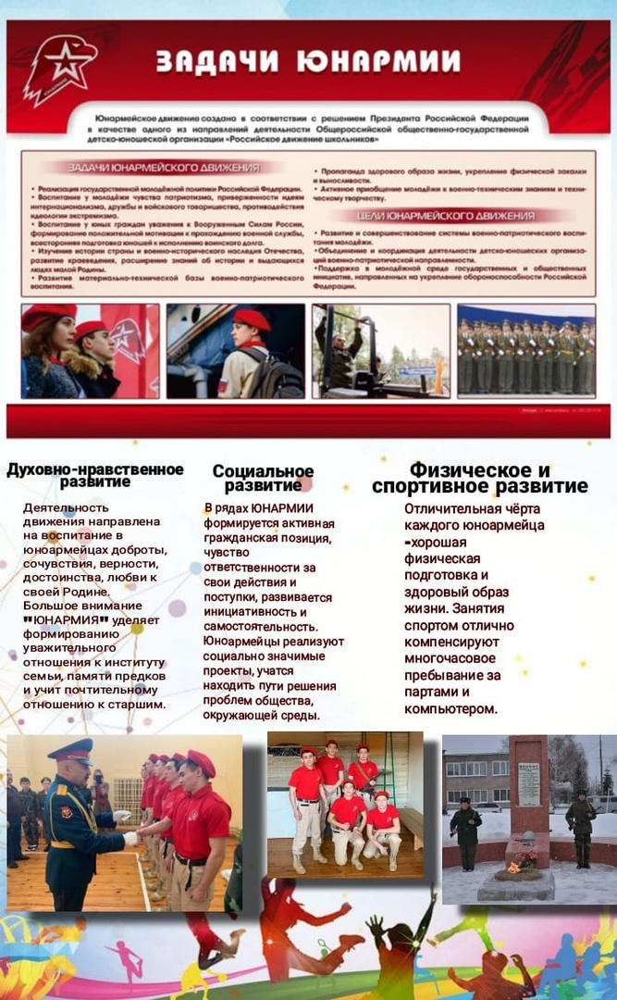 ЗАДАЧИ ЮНАРМИИ
Юнармейское движение создано в соответствии с решением Президента Российской Федерации
в качестве одного из направлений деятельности Общероссийской общественно-государственной
детско-юношеской организации «Российское движение школьников»
ЗАДАЧИ ЮНАРМЕЙСКОГО ДВИЖЕНИЯ
• Реализация государственной молодёжной политики Российской Федерации.
• Воспитание у молодёжи чувства патриотизма, приверженности идеям
интернационализма, дружбы и войскового товарищества, противодействия
идеологии экстремизма.
• Воспитание у юных граждан уважения к Вооруженным Силам России,
формирование положительной мотивации к прохождению военной службы,
всесторонняя подготовка юношей к исполнению воинского долга.
• Изучение истории страны и военно-исторического наследия Отечества,
развитие краеведения, расширение знаний об истории и выдающихся
людях малой Родины.
• Развитие материально-технической базы военно-патриотического
воспитания.
• Пропаганда здорового образа жизни, укрепление физической закалки
и выносливости.
• Активное приобщение молодёжи к военно-техническим знаниям и техни-
ческому творчеству.
ЦЕЛИ ЮНАРМЕЙСКОГО ДВИЖЕНИЯ
• Развитие и совершенствование системы военно-патриотического воспи-
тания молодёжи.
•Объединение и координация деятельности детско-юношеских организа-
ций военно-патриотической направленности.
•Поддержка в молодёжной среде государственных и общественных
инициатив, направленных на укрепление обороноспособности Российской
Федерации.
Духовно-нравственное
развитие
Деятельность
движения направлена
на воспитание в
юноармейцах доброты,
сочувствия, верности,
достоинства, любви к
своей Родине.
Большое внимание
"ЮНАРМИЯ" уделяет
формированию
уважительного
отношения к институту
семьи, памяти предков
и учит почтительному
отношению к старшим.
Социальное
развитие
В рядах ЮНАРМИИ
формируется активная
гражданская позиция,
чувство
ответственности за
свои действия и
поступки, развивается
инициативность и
самостоятельность.
Юноармейцы реализуют
социально значимые
проекты, учатся
находить пути решения
проблем общества,
окружающей среды.
Физическое и
спортивное развитие
Отличительная чёрта
каждого юноармейца
-хорошая
физическая
подготовка и
здоровый образ
жизни. Занятия
спортом отлично
компенсируют
многочасовое
пребывание за
партами и
компьютером.